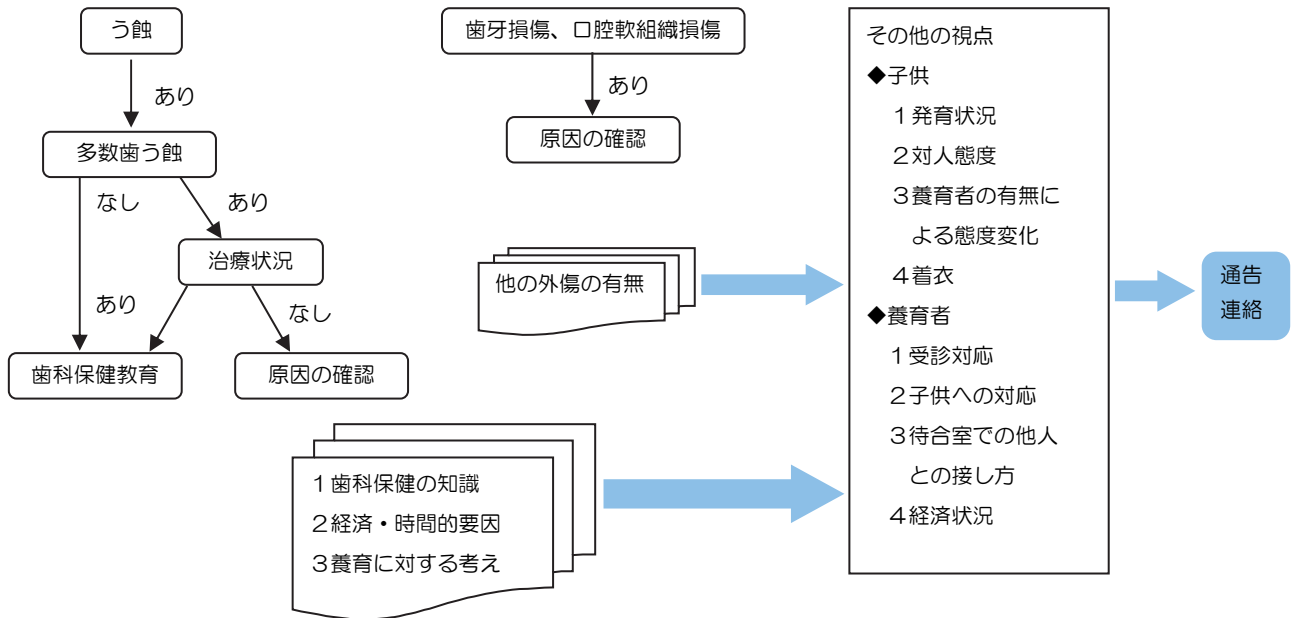 う蝕
あり
多数歯う蝕
なし
あり
治療状況
あり
なし
歯科保健教育
原因の確認
歯牙損傷、口腔軟組織損傷
あり
原因の確認
他の外傷の有無
1歯科保健の知識
2経済・時間的要因
3養育に対する考え
その他の視点
◆子供
1発育状況
2対人態度
3養育者の有無に
よる態度変化
4着衣
◆養育者
1受診対応
2子供への対応
3待合室での他人
との接し方
4経済状況
通告
連絡